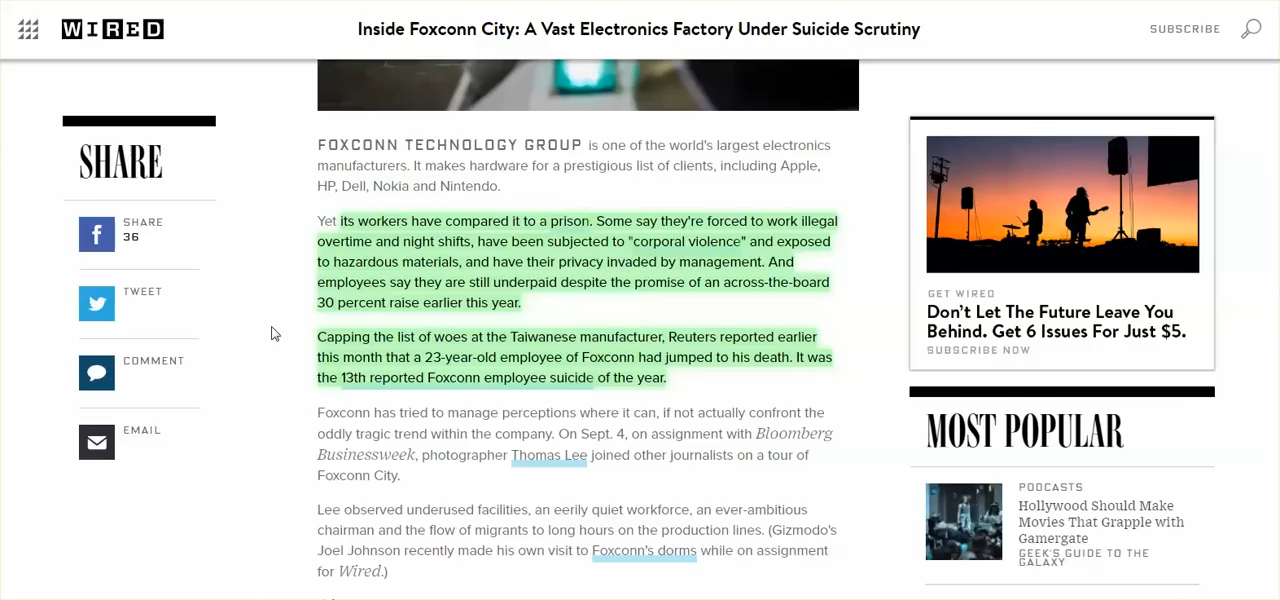 WIRED
Inside Foxconn City: A Vast Electronics Factory Under Suicide Scrutiny
SUBSCRIBE
SHARE
SHARE
36
TWEET
COMMENT
EMAIL
FOXCONN TECHNOLOGY GROUP is one of the world's largest electronics
manufacturers. It makes hardware for a prestigious list of clients, including Apple,
HP, Dell, Nokia and Nintendo.
Yet its workers have compared it to a prison. Some say they're forced to work illegal
overtime and night shifts, have been subjected to "corporal violence" and exposed
to hazardous materials, and have their privacy invaded by management. And
employees say they are still underpaid despite the promise of an across-the-board
30 percent raise earlier this year.
Capping the list of woes at the Taiwanese manufacturer, Reuters reported earlier
this month that a 23-year-old employee of Foxconn had jumped to his death. It was
the 13th reported Foxconn employee suicide of the year.
Foxconn has tried to manage perceptions where it can, if not actually confront the
oddly tragic trend within the company. On Sept. 4, on assignment with Bloomberg
Businessweek, photographer Thomas Lee joined other journalists on a tour of
Foxconn City.
Lee observed underused facilities, an eerily quiet workforce, an ever-ambitious
chairman and the flow of migrants to long hours on the production lines. (Gizmodo's
Joel Johnson recently made his own visit to Foxconn's dorms while on assignment
for Wired.)
GET WIRED
Don't Let The Future Leave You
Behind. Get 6 Issues For Just $5.
SUBSCRIBE NOW
MOST POPULAR
PODCASTS
Hollywood Should Make
Movies That Grapple with
Gamergate
GEEK'S GUIDE TO THE
GALAXY